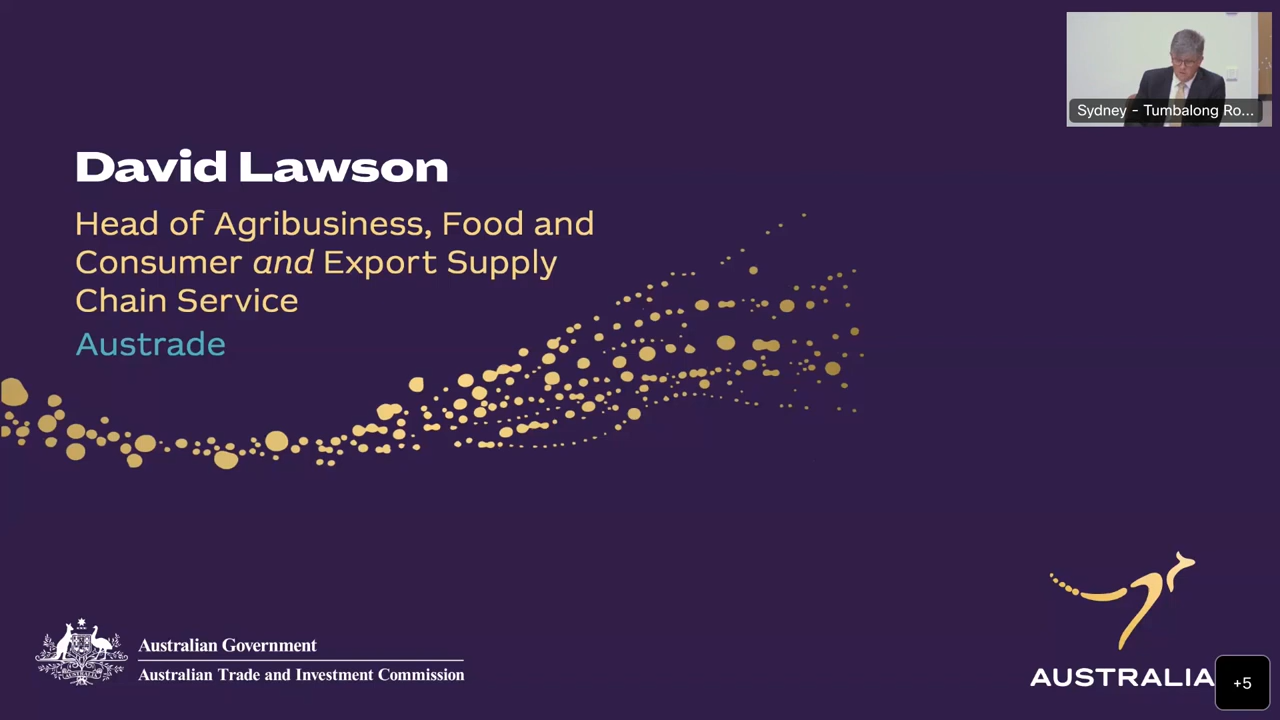 Sydney - Tumbalong Ro...
David Lawson
Head of Agribusiness, Food and
Consumer and Export Supply
Chain Service
Austrade
Australian Government
Australian Trade and Investment Commission
AUSTRALIA
+5